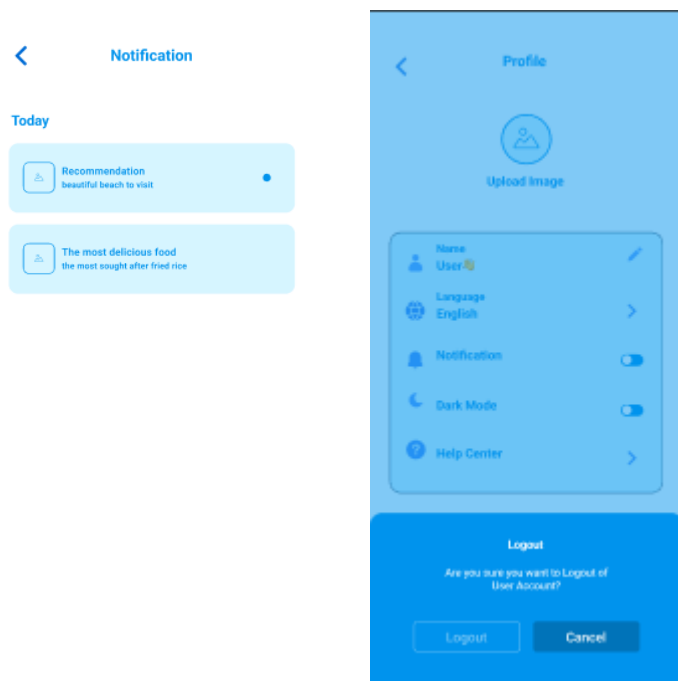 Notification
Today
Recommendation
beautiful beach to visit
The most delicious food
the most sought after fried rice
Profile
Upload Image
Name
User👋
Language
English
Notification
Dark Mode
Help Center
Logout
Are you sure you want to Logout of
User Account?
Logout
Cancel